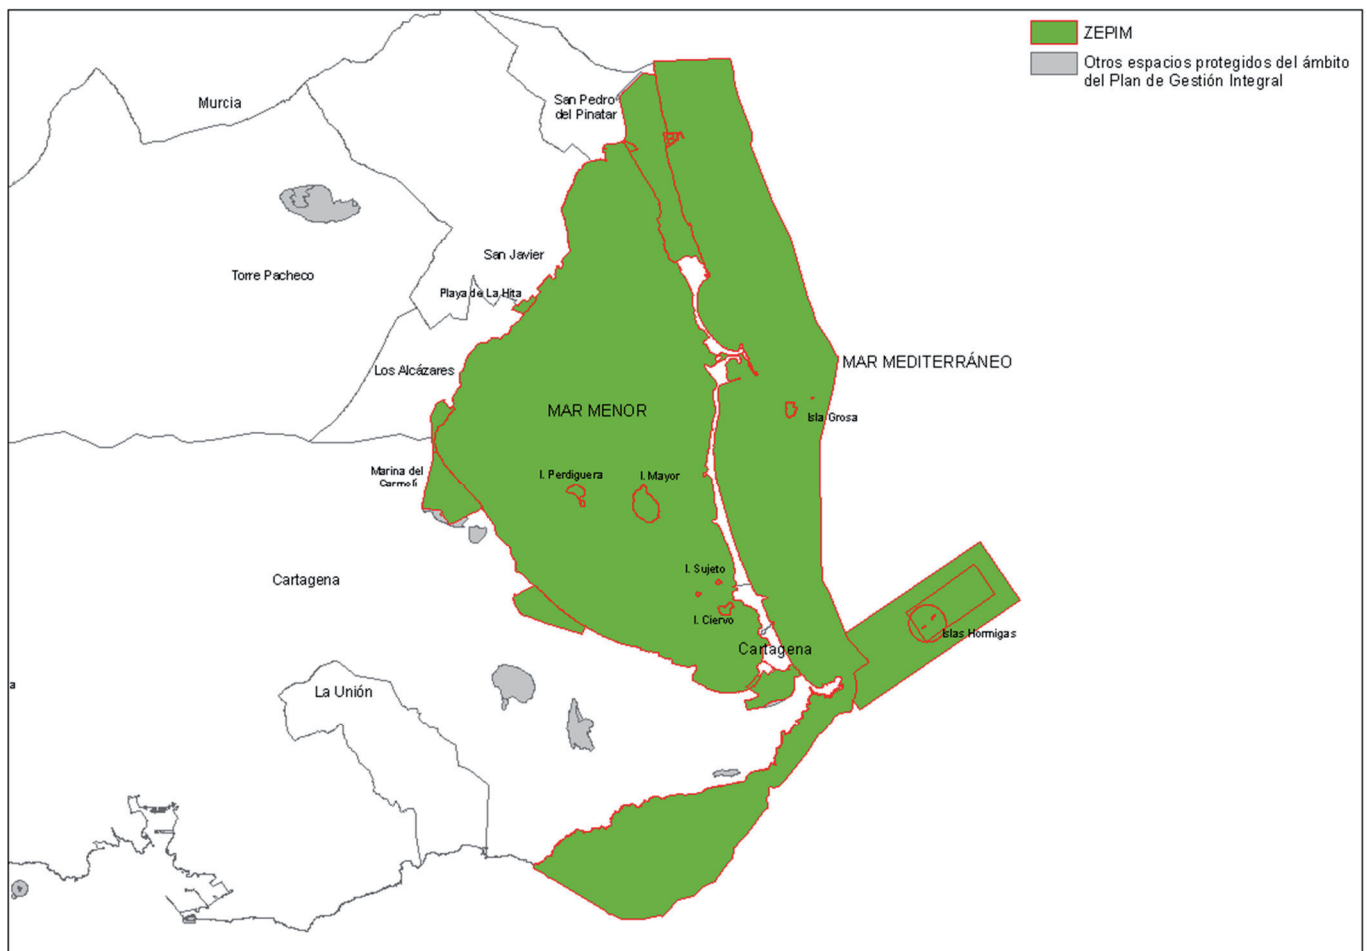 ZEPIM
Otros espacios protegidos del ámbito
del Plan de Gestión Integral
Murcia
San Pedro
del Pinatar
San Javier
Torre Pacheco
Playa de La Hita
Los Alcázares
MAR MEDITERRÁNEO
MAR MENOR
Isla Grosa
Marina del
Carmolí
I. Perdiguera
I. Mayor
Cartagena
I. Sujeto
I. Ciervo
Islas Hormigas
Cartagena
a
La Unión